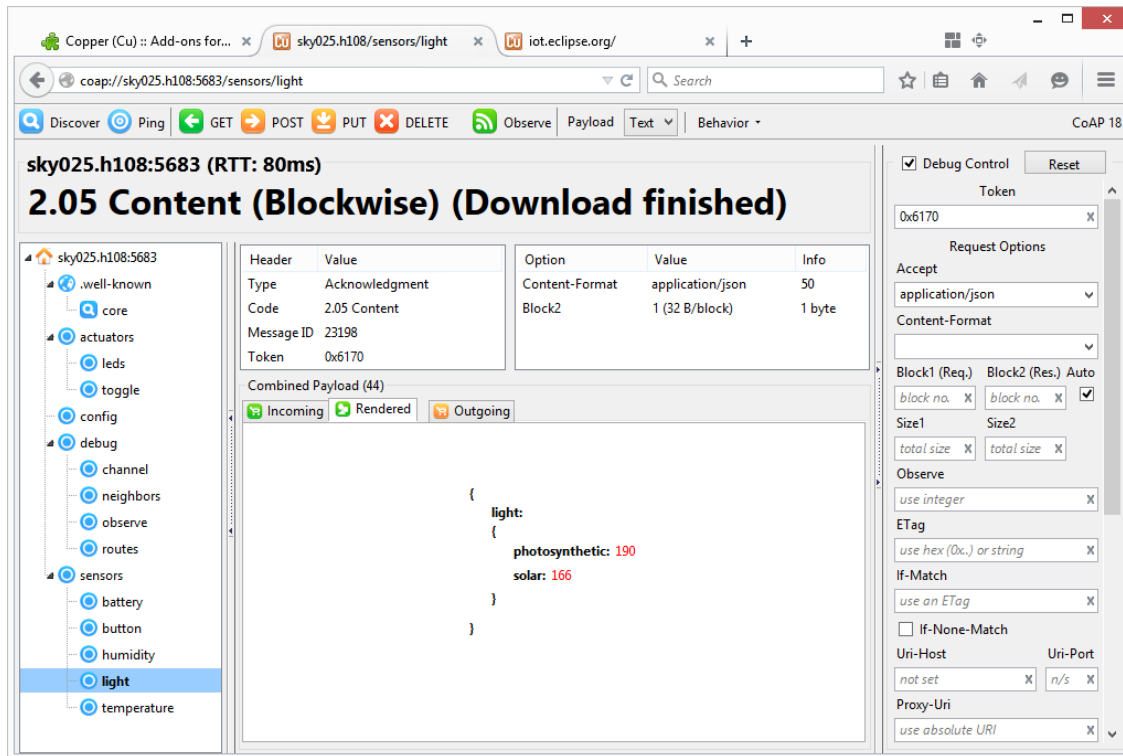 Copper (Cu) :: Add-ons for...
sky025.h108/sensors/light
iot.eclipse.org/
coap://sky025.h108:5683/sensors/light
Search
Discover Ping GET POST PUT DELETE Observe Payload Text Behavior CoAP 18
sky025.h108:5683 (RTT: 80ms)
2.05 Content (Blockwise) (Download finished)
sky025.h108:5683
.well-known
core
actuators
leds
toggle
config
debug
channel
neighbors
observe
routes
sensors
battery
button
humidity
light
temperature
Header Value
Type Acknowledgment
Code 2.05 Content
Message ID 23198
Token 0x6170
Option Value Info
Content-Format application/json 50
Block2 1 (32 B/block) 1 byte
Combined Payload (44)
Incoming Rendered Outgoing
{
light:
{
photosynthetic: 190
solar: 166
}
}
Debug Control Reset
Token
0x6170 X
Request Options
Accept
application/json
Content-Format
Block1 (Req.) Block2 (Res.) Auto
block no. X block no. X
Size1 Size2
total size X total size X
Observe
use integer X
ETag
use hex (0x..) or string X
If-Match
use an ETag X
If-None-Match
Uri-Host Uri-Port
not set X n/s X
Proxy-Uri
use absolute URI X